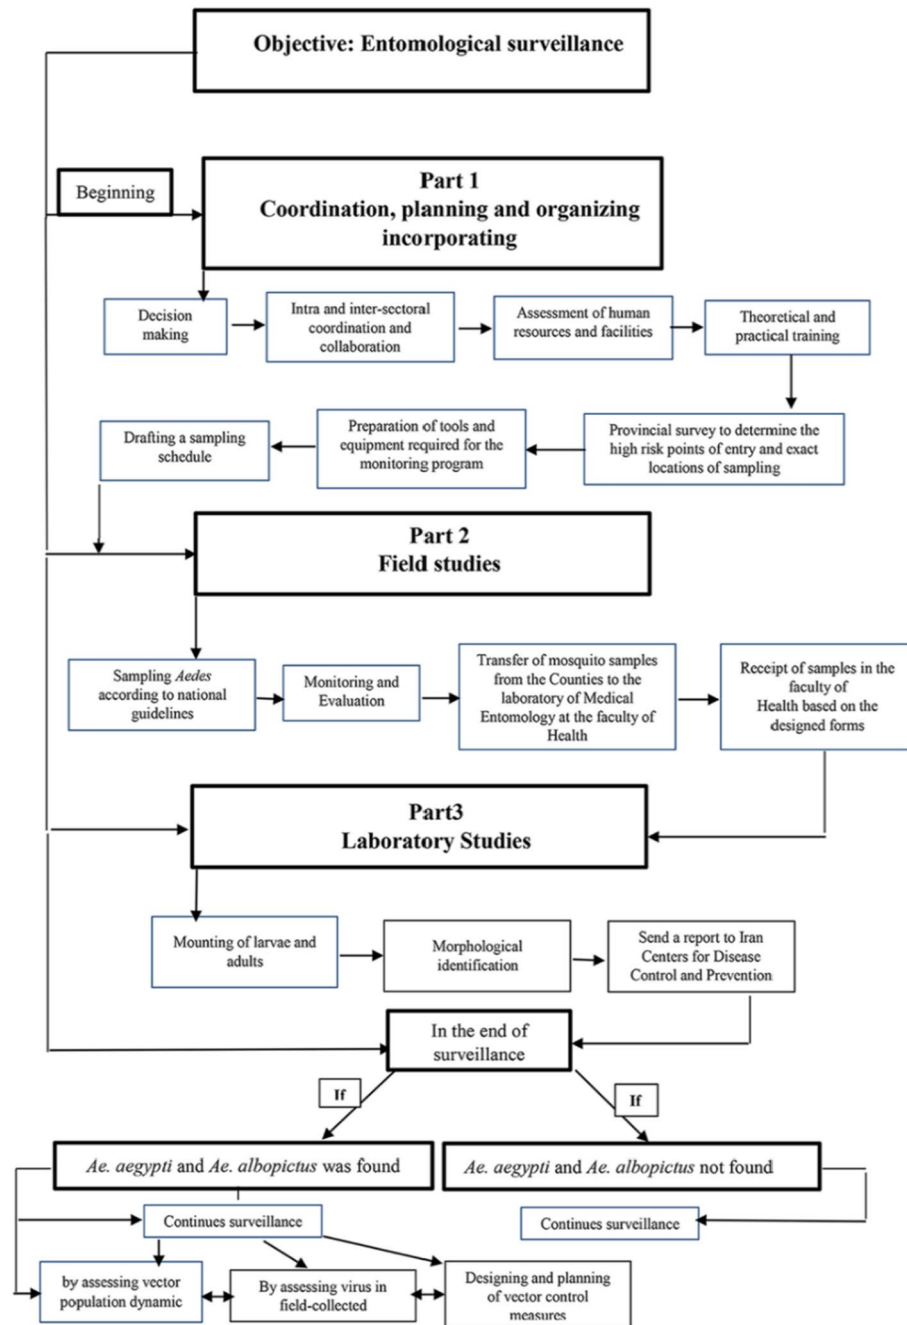 Objective: Entomological surveillance
Beginning
Part 1
Coordination, planning and organizing
incorporating
Decision
making
Intra and inter-sectoral
coordination and
collaboration
Assessment of human
resources and facilities
Theoretical and
practical training
Drafting a sampling
schedule
Preparation of tools and
equipment required for the
monitoring program
Provincial survey to determine the
high risk points of entry and exact
locations of sampling
Part 2
Field studies
Sampling Aedes
according to national
guidelines
Monitoring and
Evaluation
Transfer of mosquito samples
from the Counties to the
laboratory of Medical
Entomology at the faculty of
Health
Receipt of samples in the
faculty of
Health based on the
designed forms
Part3
Laboratory Studies
Mounting of larvae and
adults
Morphological
identification
Send a report to Iran
Centers for Disease
Control and Prevention
In the end of
surveillance
If
If
Ae. aegypti and Ae. albopictus was found
Ae. aegypti and Ae. albopictus not found
Continues surveillance
Continues surveillance
by assessing vector
population dynamic
By assessing virus in
field-collected
Designing and planning
of vector control
measures